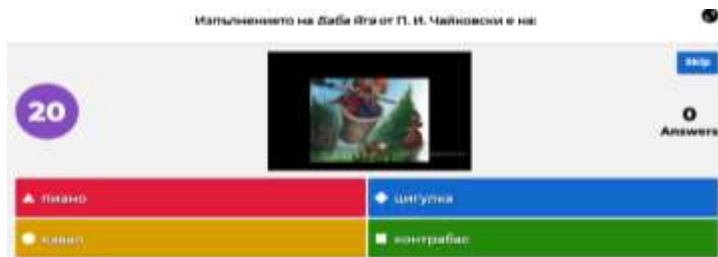 Изпълнението на Баба Яга от П. И. Чайковски е на:
Skip
20
0
Answers
пиано
цигулка
кавал
контрабас